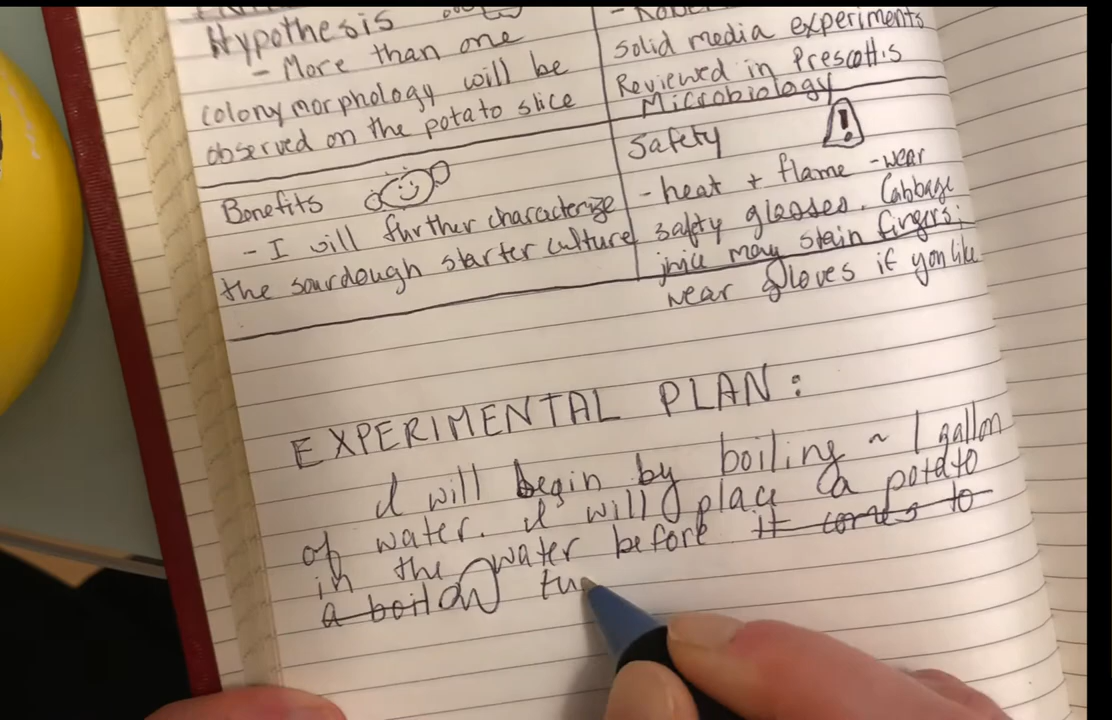 Hypothesis
- More than one
colony morphology will be
observed on the potato slice
solid media experiments
Reviewed in Prescott's
Microbiology
Benefits
- I will further characterize
the sourdough starter culture
Safety
- heat + flame - wear
safty glasses. Cabbage
juice may stain fingers;
wear gloves if you like
EXPERIMENTAL PLAN:
I will begin by boiling ~ 1 gallon
of water. I will place a potato
in the water before it comes to
a boil tu